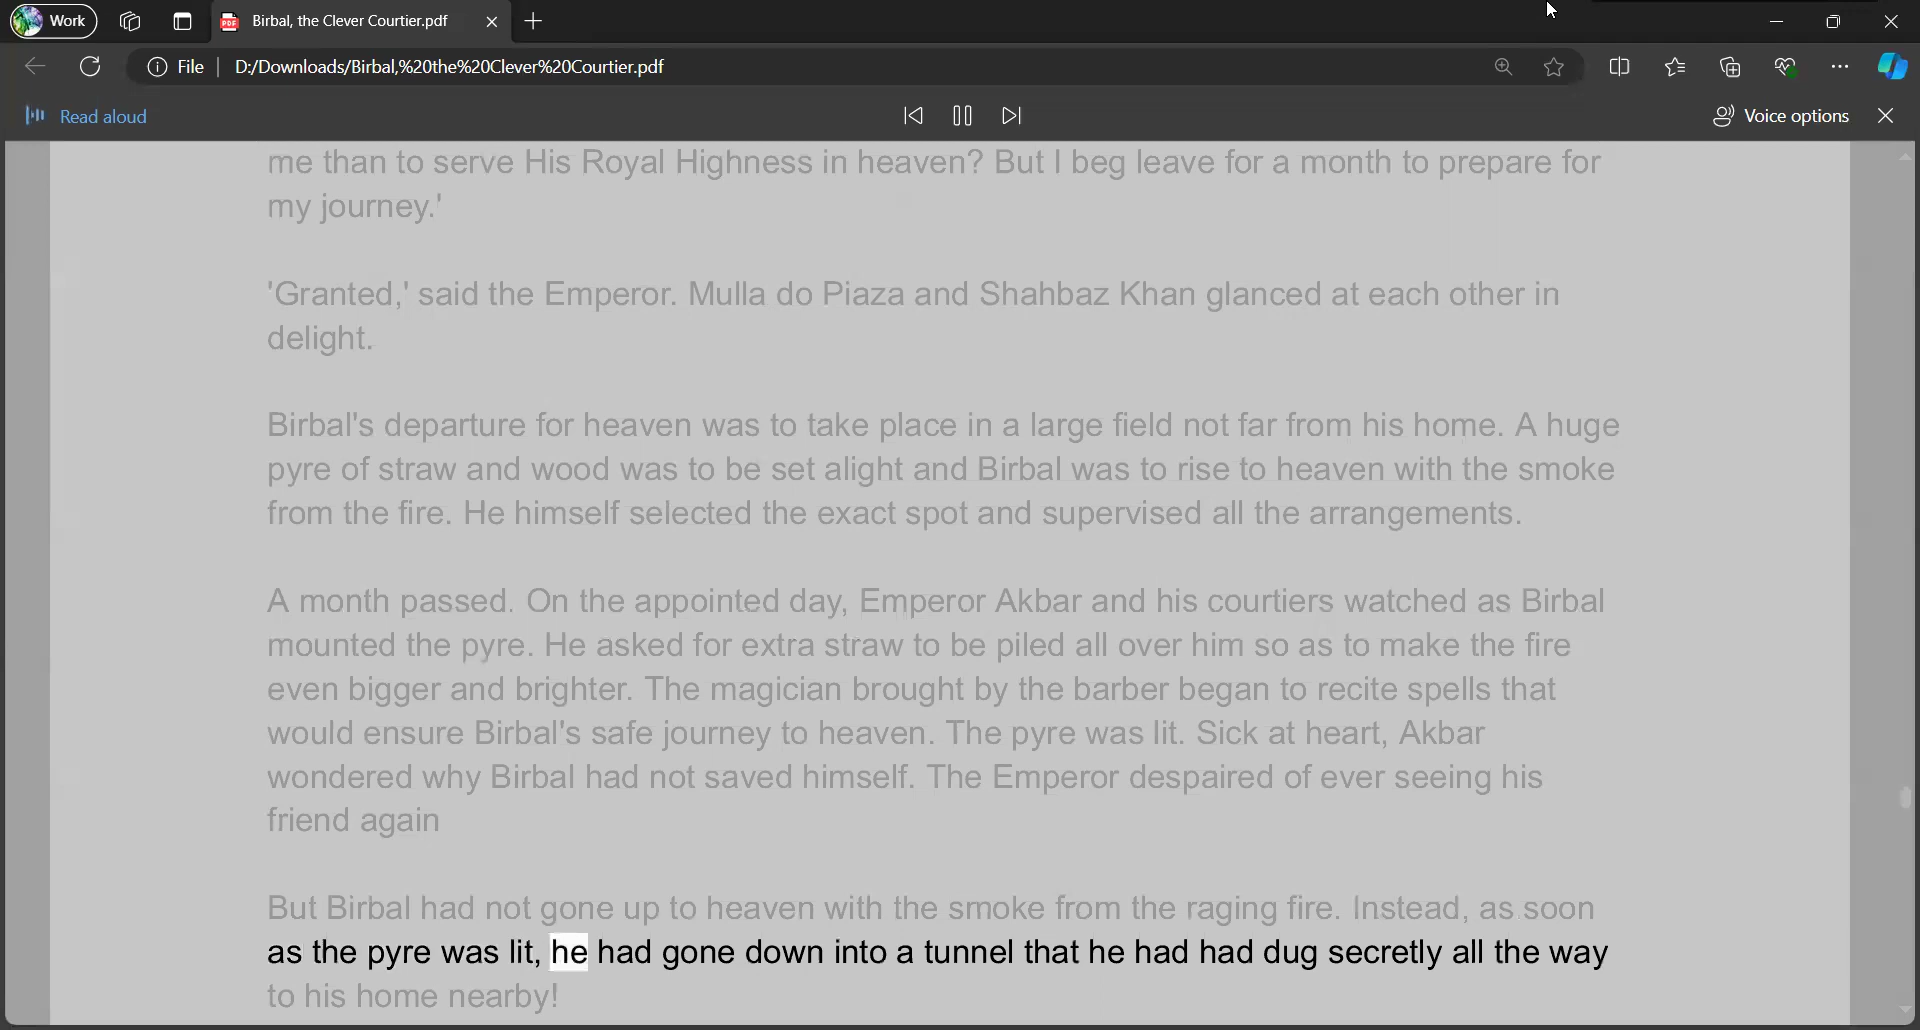 Work
Birbal, the Clever Courtier.pdf
File
D:/Downloads/Birbal,%20the%20Clever%20Courtier.pdf
Read aloud
Voice options
me than to serve His Royal Highness in heaven? But I beg leave for a month to prepare for
my journey.'
'Granted,' said the Emperor. Mulla do Piaza and Shahbaz Khan glanced at each other in
delight.
Birbal's departure for heaven was to take place in a large field not far from his home. A huge
pyre of straw and wood was to be set alight and Birbal was to rise to heaven with the smoke
from the fire. He himself selected the exact spot and supervised all the arrangements.
A month passed. On the appointed day, Emperor Akbar and his courtiers watched as Birbal
mounted the pyre. He asked for extra straw to be piled all over him so as to make the fire
even bigger and brighter. The magician brought by the barber began to recite spells that
would ensure Birbal's safe journey to heaven. The pyre was lit. Sick at heart, Akbar
wondered why Birbal had not saved himself. The Emperor despaired of ever seeing his
friend again
But Birbal had not gone up to heaven with the smoke from the raging fire. Instead, as soon
as the pyre was lit, he had gone down into a tunnel that he had had dug secretly all the way
to his home nearby!